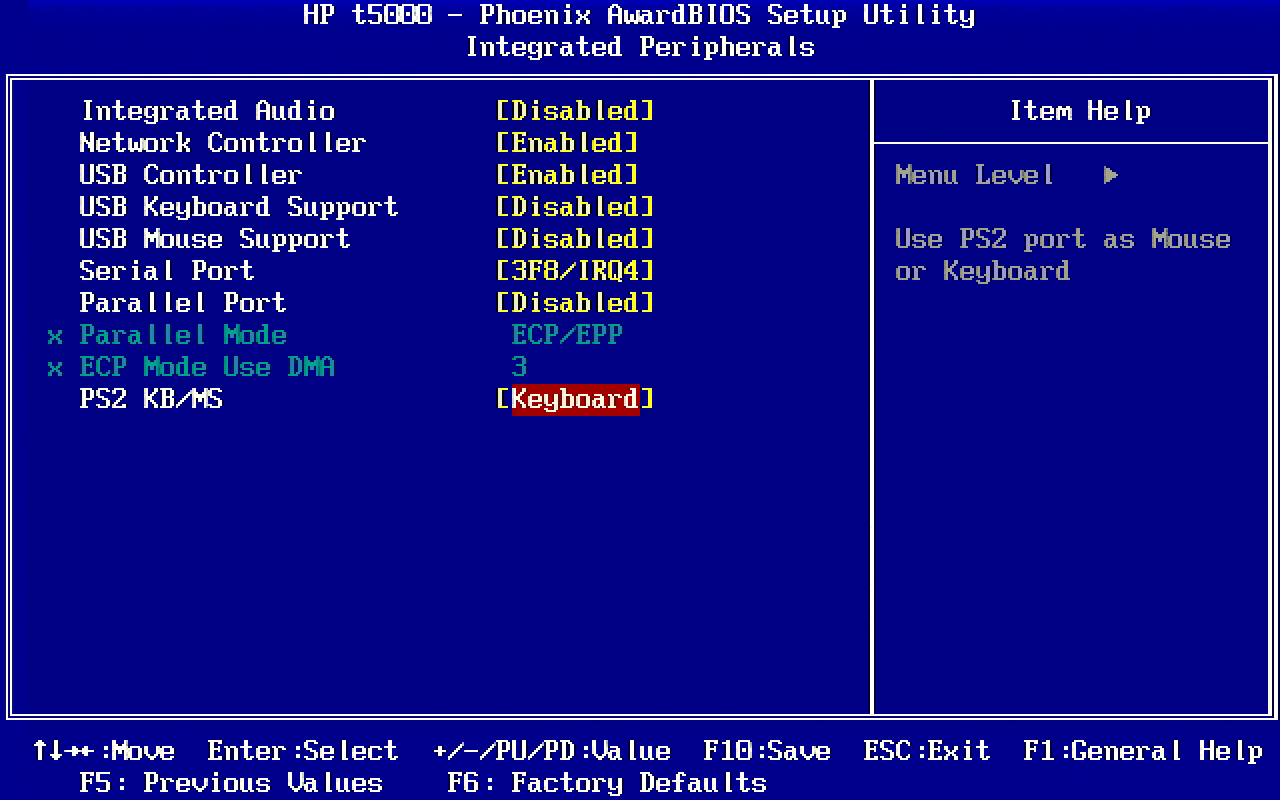 HP t5000 - Phoenix AwardBIOS Setup Utility
Integrated Peripherals
Integrated Audio [Disabled]
Network Controller [Enabled]
USB Controller [Enabled]
USB Keyboard Support [Disabled]
USB Mouse Support [Disabled]
Serial Port [3F8/IRQ4]
Parallel Port [Disabled]
x Parallel Mode ECP/EPP
x ECP Mode Use DMA 3
PS2 KB/MS [Keyboard]
Item Help
Menu Level ▶
Use PS2 port as Mouse
or Keyboard
↑↓→←:Move Enter:Select +/-/PU/PD:Value F10:Save ESC:Exit F1:General Help
F5: Previous Values F6: Factory Defaults